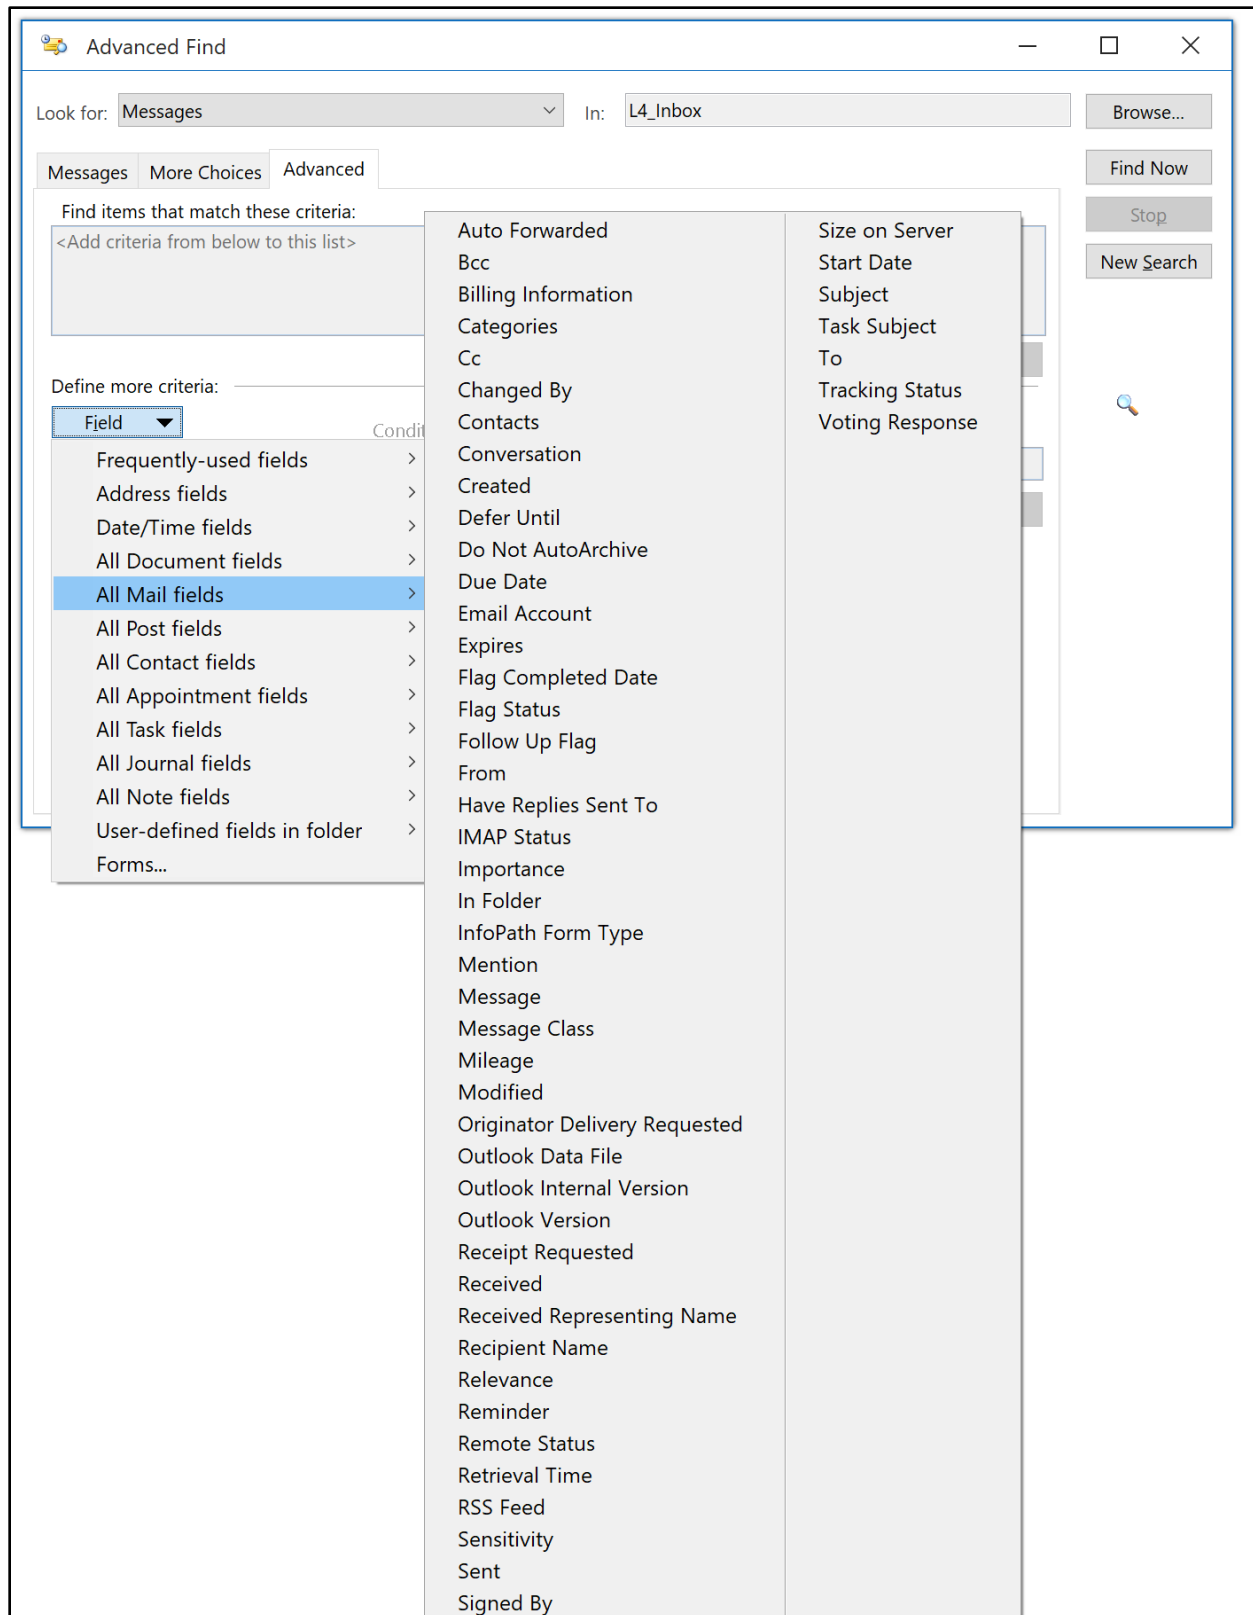 Advanced Find
Look for: Messages In: L4_Inbox Browse...
Messages More Choices Advanced Find Now
Stop
New Search
Find items that match these criteria:
<Add criteria from below to this list>
Define more criteria:
Field
Condit
Frequently-used fields
Address fields
Date/Time fields
All Document fields
All Mail fields
All Post fields
All Contact fields
All Appointment fields
All Task fields
All Journal fields
All Note fields
User-defined fields in folder
Forms...
Auto Forwarded
Bcc
Billing Information
Categories
Cc
Changed By
Contacts
Conversation
Created
Defer Until
Do Not AutoArchive
Due Date
Email Account
Expires
Flag Completed Date
Flag Status
Follow Up Flag
From
Have Replies Sent To
IMAP Status
Importance
In Folder
InfoPath Form Type
Mention
Message
Message Class
Mileage
Modified
Originator Delivery Requested
Outlook Data File
Outlook Internal Version
Outlook Version
Receipt Requested
Received
Received Representing Name
Recipient Name
Relevance
Reminder
Remote Status
Retrieval Time
RSS Feed
Sensitivity
Sent
Signed By
Size on Server
Start Date
Subject
Task Subject
To
Tracking Status
Voting Response